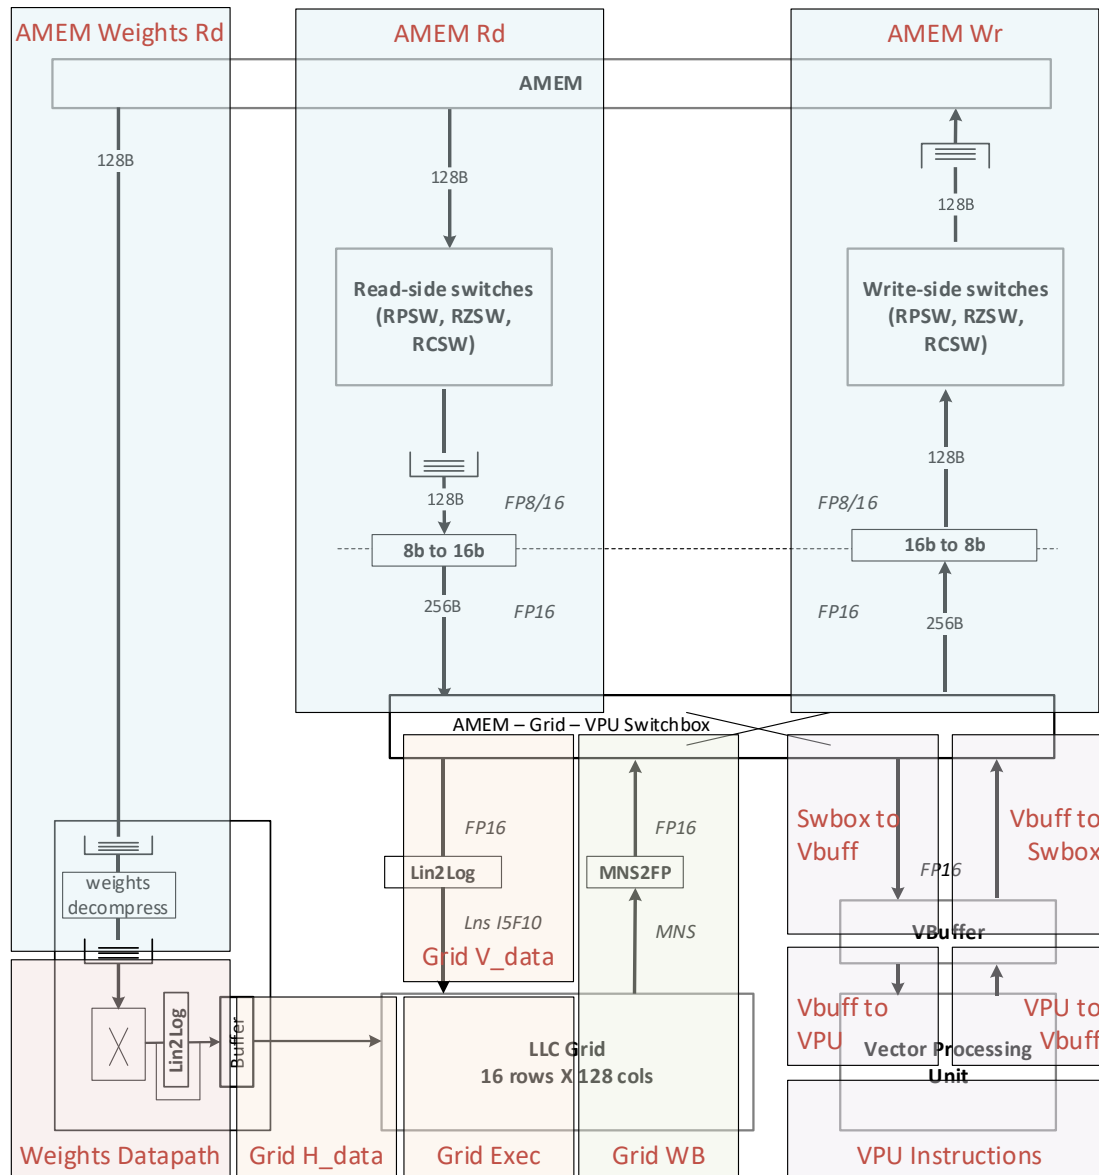 AMEM Weights Rd
AMEM Rd
AMEM Wr
AMEM
128B
128B
128B
Read-side switches
(RPSW, RZSW,
RCSW)
Write-side switches
(RPSW, RZSW,
RCSW)
128B
128B
FP8/16
FP8/16
8b to 16b
16b to 8b
256B
FP16
FP16
256B
AMEM – Grid – VPU Switchbox
FP16
FP16
Swbox to
Vbuff
Vbuff to
Swbox
Lin2Log
MNS2FP
FP16
weights
decompress
Lns I5F10
MNS
VBuffer
Grid V_data
Vbuff to
VPU
VPU to
Vbuff
Lin2Log
Buffer
LLC Grid
16 rows X 128 cols
Vector Processing
Unit
Weights Datapath
Grid H_data
Grid Exec
Grid WB
VPU Instructions